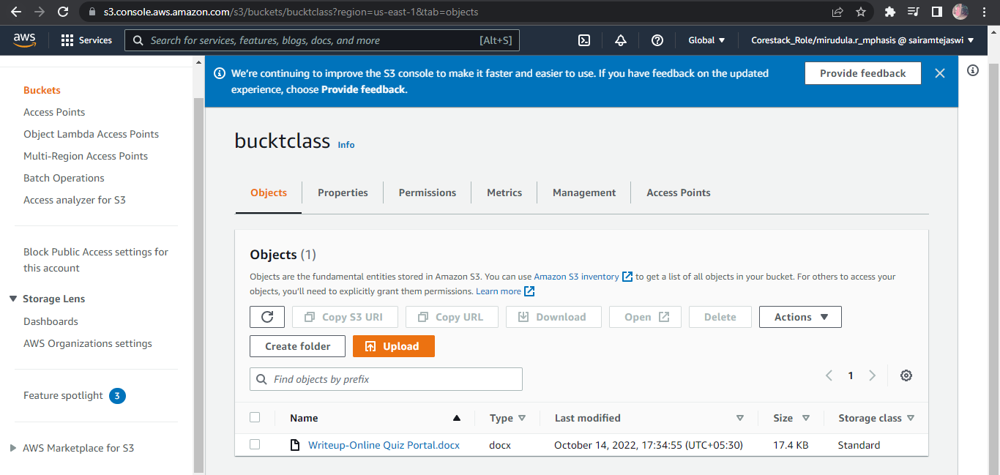 s3.console.aws.amazon.com/s3/buckets/bucktclass?region=us-east-1&tab=objects
aws Services Search for services, features, blogs, docs, and more [Alt+S] Global Corestack_Role/mirudula.r_mphasis @ sairamtejaswi
Buckets
Access Points
Object Lambda Access Points
Multi-Region Access Points
Batch Operations
Access analyzer for S3
Block Public Access settings for
this account
Storage Lens
Dashboards
AWS Organizations settings
Feature spotlight 3
AWS Marketplace for S3
We're continuing to improve the S3 console to make it faster and easier to use. If you have feedback on the updated
experience, choose Provide feedback.
Provide feedback
bucktclass Info
Objects Properties Permissions Metrics Management Access Points
Objects (1)
Objects are the fundamental entities stored in Amazon S3. You can use Amazon S3 inventory to get a list of all objects in your bucket. For others to access your
objects, you'll need to explicitly grant them permissions. Learn more
Copy S3 URI Copy URL Download Open Delete Actions
Create folder Upload
Find objects by prefix 1
Name Type Last modified Size Storage class
Writeup-Online Quiz Portal.docx docx October 14, 2022, 17:34:55 (UTC+05:30) 17.4 KB Standard